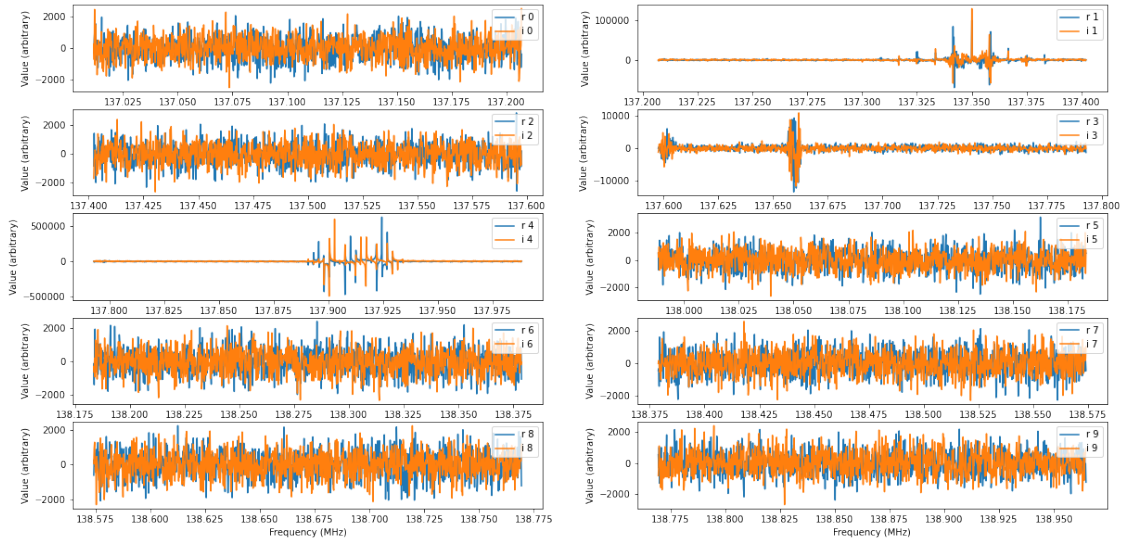 Value (arbitrary)
2000
0
−2000
r 0
i 0
137.025 137.050 137.075 137.100 137.125 137.150 137.175 137.200
Value (arbitrary)
100000
0
r 1
i 1
137.200 137.225 137.250 137.275 137.300 137.325 137.350 137.375 137.400
Value (arbitrary)
2000
0
−2000
r 2
i 2
137.400 137.425 137.450 137.475 137.500 137.525 137.550 137.575 137.600
Value (arbitrary)
10000
0
−10000
r 3
i 3
137.600 137.625 137.650 137.675 137.700 137.725 137.750 137.775 137.800
Value (arbitrary)
500000
0
−500000
r 4
i 4
137.800 137.825 137.850 137.875 137.900 137.925 137.950 137.975
Value (arbitrary)
2000
0
−2000
r 5
i 5
138.000 138.025 138.050 138.075 138.100 138.125 138.150 138.175
Value (arbitrary)
2000
0
−2000
r 6
i 6
138.175 138.200 138.225 138.250 138.275 138.300 138.325 138.350 138.375
Value (arbitrary)
2000
0
−2000
r 7
i 7
138.375 138.400 138.425 138.450 138.475 138.500 138.525 138.550 138.575
Value (arbitrary)
2000
0
−2000
r 8
i 8
138.575 138.600 138.625 138.650 138.675 138.700 138.725 138.750 138.775
Frequency (MHz)
Value (arbitrary)
2000
0
−2000
r 9
i 9
138.775 138.800 138.825 138.850 138.875 138.900 138.925 138.950
Frequency (MHz)